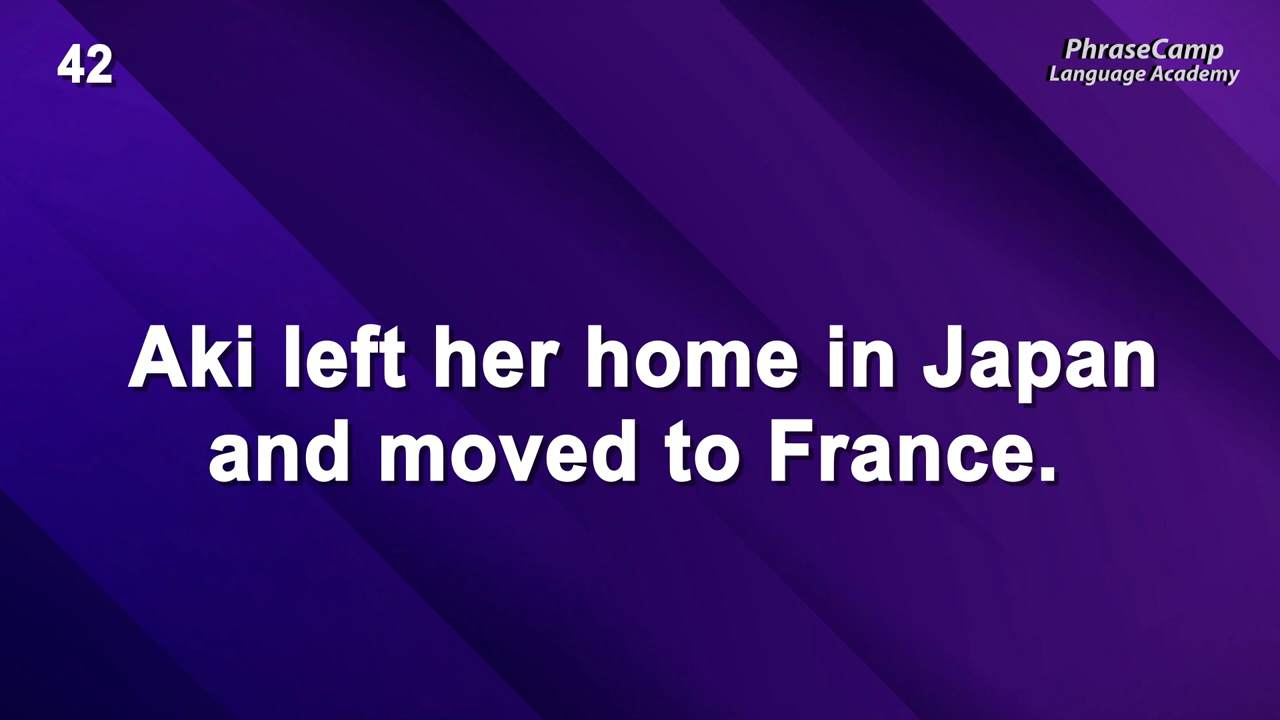 42
PhraseCamp
Language Academy
Aki left her home in Japan
and moved to France.